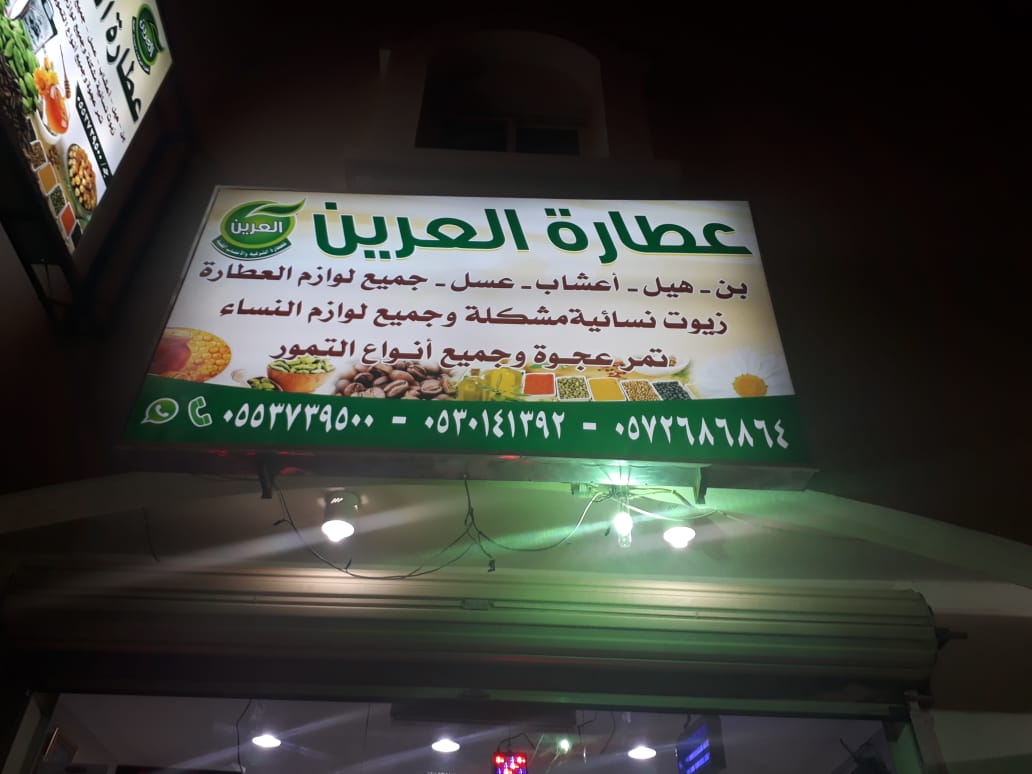 عطارة العرين
العرين
بن - هيل - أعشاب - عسل - جميع لوازم العطارة
زيوت نسائية مشكلة وجميع لوازم النساء
تمر عجوة وجميع أنواع التمور
٠٥٥٣٧٣٩٥٠٠ - ٠٥٣٠١٤١٣٩٢ - ٠٥٧٢٦٨٦٨٦٤
العرين